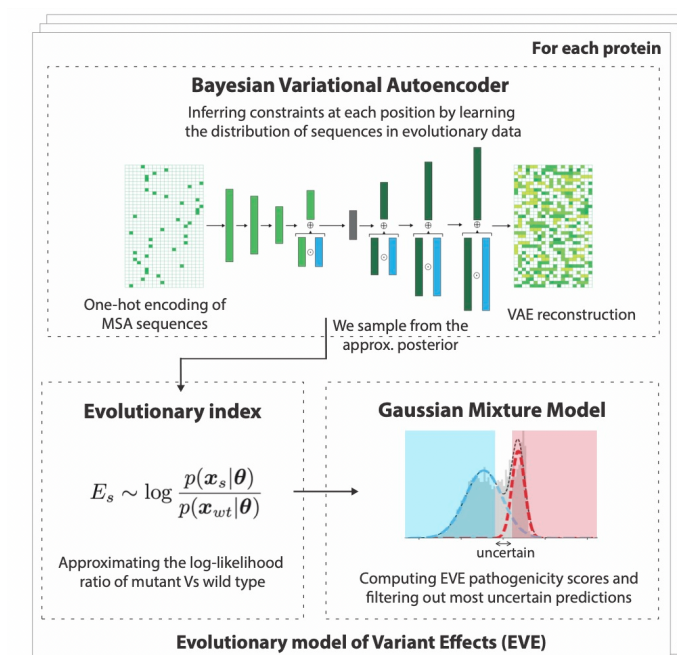 For each protein
Bayesian Variational Autoencoder
Inferring constraints at each position by learning
the distribution of sequences in evolutionary data
One-hot encoding of
MSA sequences
VAE reconstruction
We sample from the
approx. posterior
Evolutionary index
E_s ∼ log p(x_s|θ) / p(x_wt|θ)
Approximating the log-likelihood
ratio of mutant Vs wild type
Gaussian Mixture Model
uncertain
Computing EVE pathogenicity scores and
filtering out most uncertain predictions
Evolutionary model of Variant Effects (EVE)